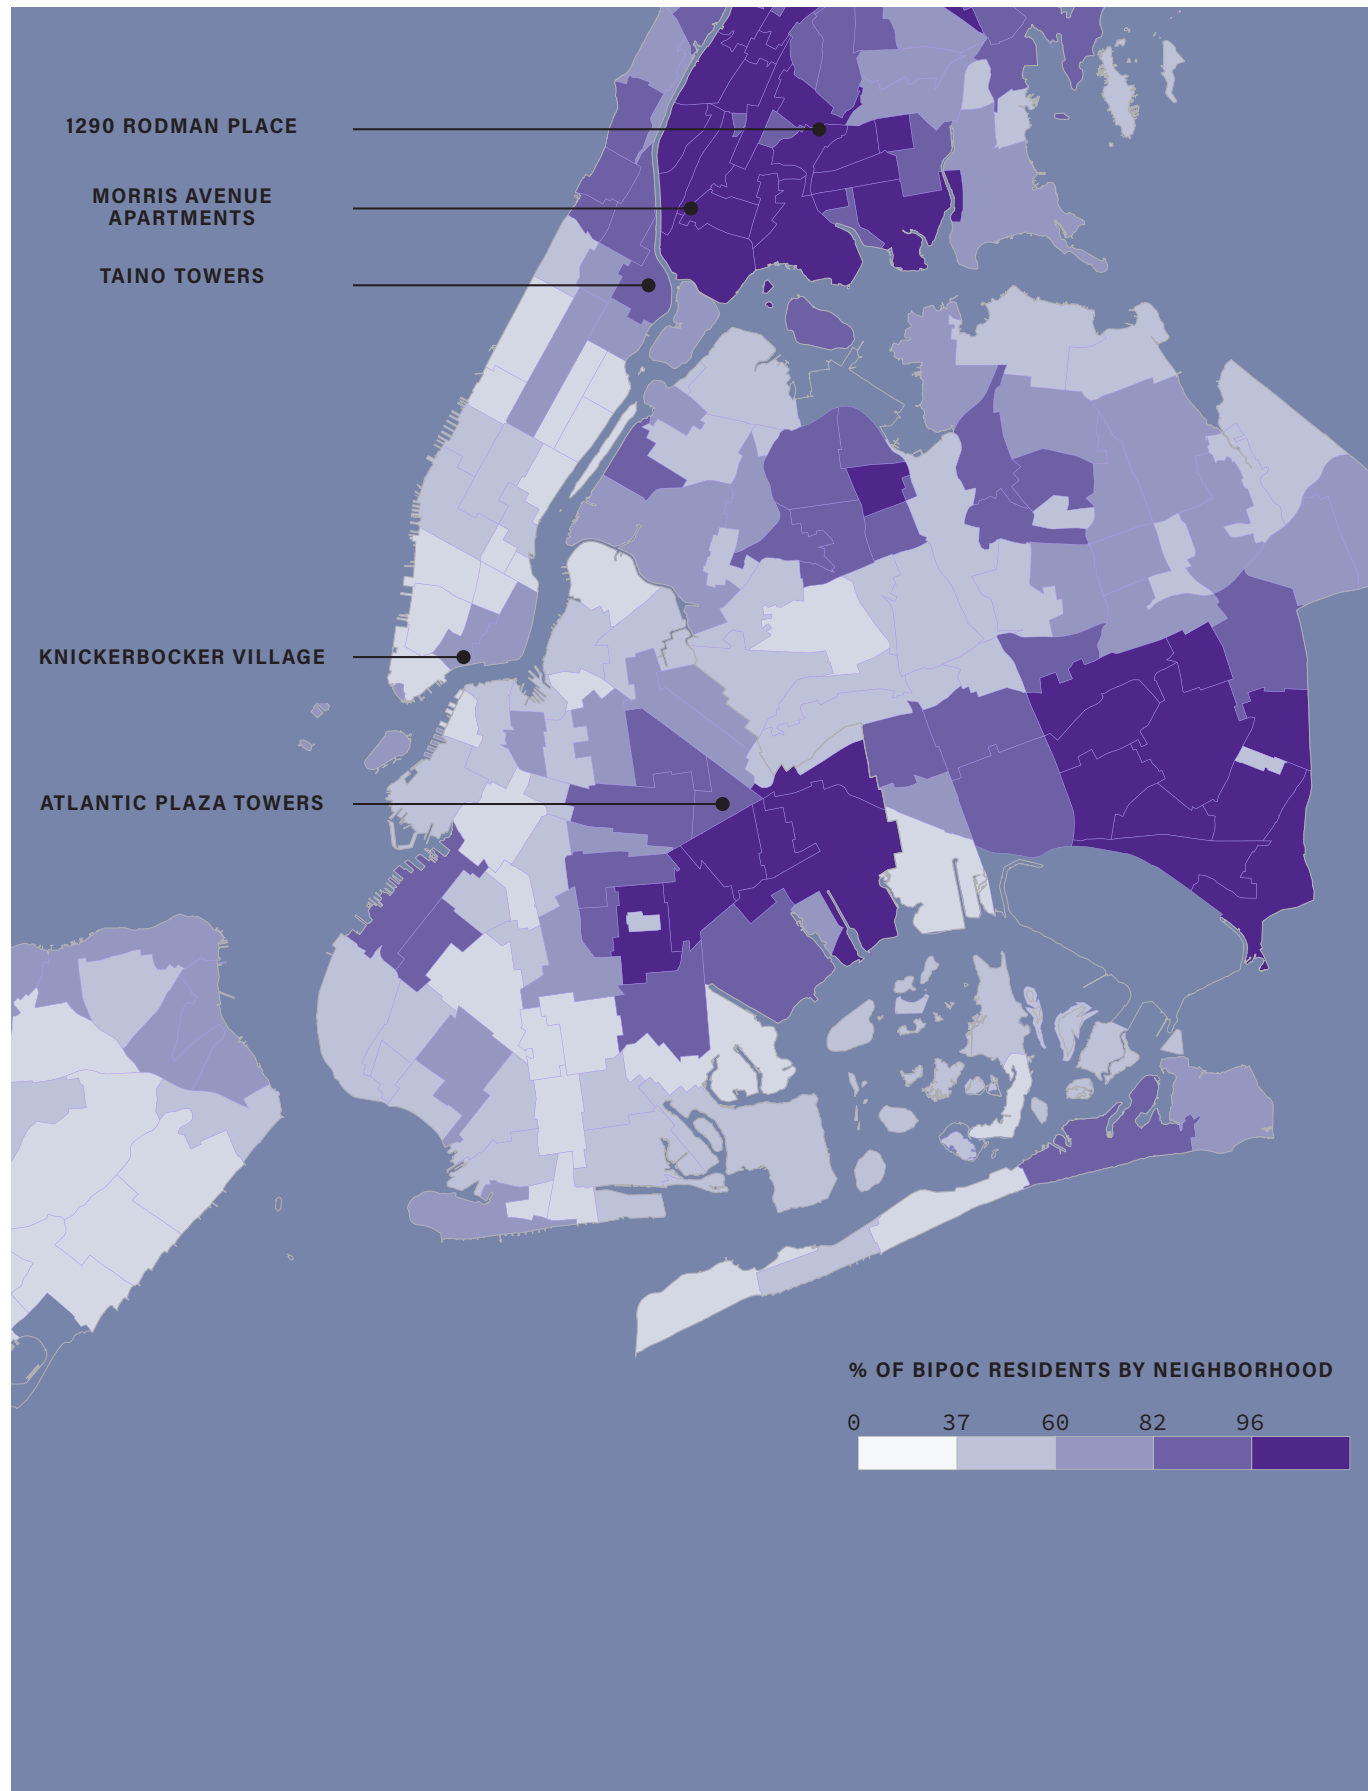 1290 RODMAN PLACE
MORRIS AVENUE
APARTMENTS
TAINO TOWERS
KNICKERBOCKER VILLAGE
ATLANTIC PLAZA TOWERS
% OF BIPOC RESIDENTS BY NEIGHBORHOOD
0 37 60 82 96